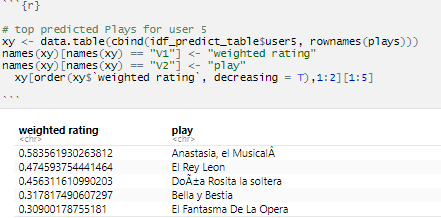 ```{r}
# top predicted Plays for user 5
xy <- data.table(cbind(idf_predict_table$user5, rownames(plays)))
names(xy)[names(xy) == "V1"] <- "weighted rating"
names(xy)[names(xy) == "V2"] <- "play"
xy[order(xy$`weighted rating`, decreasing = T),1:2][1:5]
```
weighted rating play
<chr> <chr>
0.583561930263812 Anastasia, el MusicalÂ
0.474593754441464 El Rey Leon
0.456311610990203 DoÃ±a Rosita la soltera
0.317817490607297 Bella y Bestia
0.30900178755181 El Fantasma De La Opera